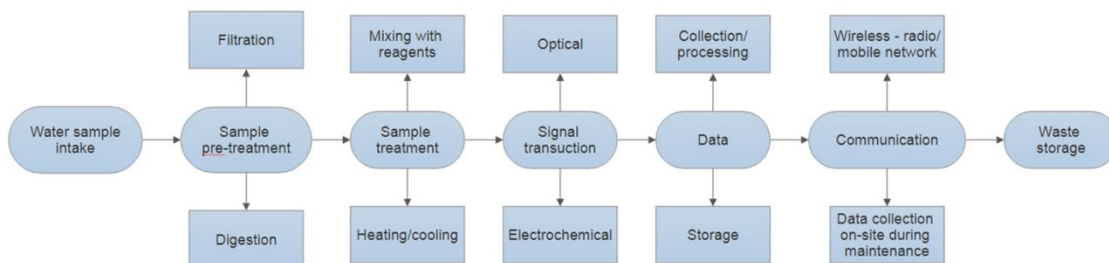 Filtration
Mixing with
reagents
Optical
Collection/
processing
Wireless - radio/
mobile network
Water sample
intake
Sample
pre-treatment
Sample
treatment
Signal
transuction
Data
Communication
Waste
storage
Digestion
Heating/cooling
Electrochemical
Storage
Data collection
on-site during
maintenance